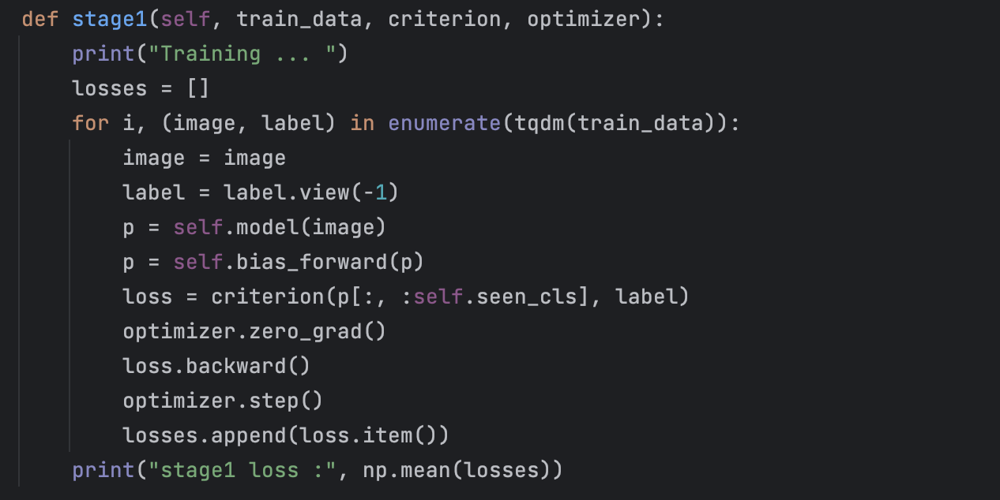 def stage1(self, train_data, criterion, optimizer):
    print("Training ... ")
    losses = []
    for i, (image, label) in enumerate(tqdm(train_data)):
        image = image
        label = label.view(-1)
        p = self.model(image)
        p = self.bias_forward(p)
        loss = criterion(p[:, :self.seen_cls], label)
        optimizer.zero_grad()
        loss.backward()
        optimizer.step()
        losses.append(loss.item())
    print("stage1 loss :", np.mean(losses))